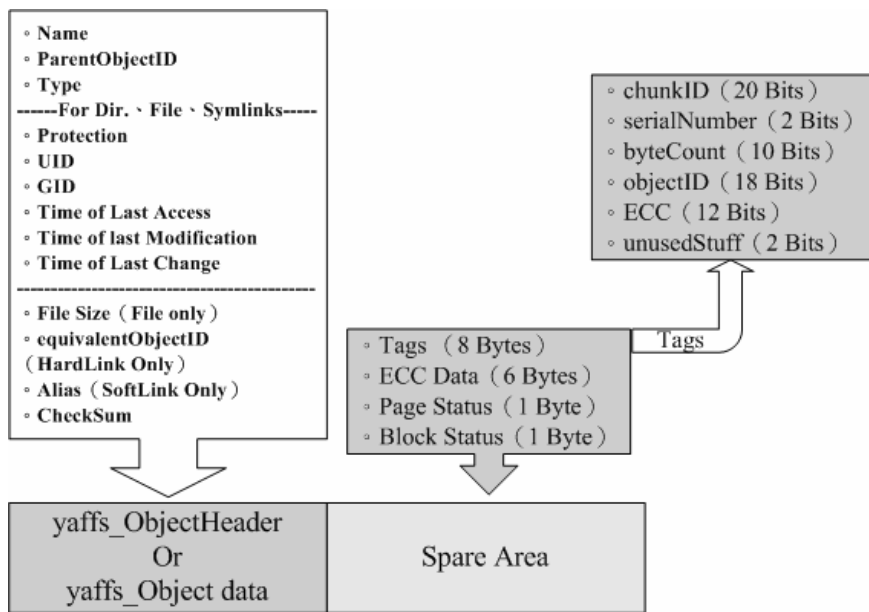 ◦ Name
◦ ParentObjectID
◦ Type
------For Dir.、File、Symlinks-----
◦ Protection
◦ UID
◦ GID
◦ Time of Last Access
◦ Time of last Modification
◦ Time of Last Change
------------------------------------------
◦ File Size（File only）
◦ equivalentObjectID
（HardLink Only）
◦ Alias（SoftLink Only）
◦ CheckSum
◦ chunkID（20 Bits）
◦ serialNumber（2 Bits）
◦ byteCount（10 Bits）
◦ objectID（18 Bits）
◦ ECC（12 Bits）
◦ unusedStuff（2 Bits）
Tags
◦ Tags （8 Bytes）
◦ ECC Data（6 Bytes）
◦ Page Status（1 Byte）
◦ Block Status（1 Byte）
yaffs_ObjectHeader
Or
yaffs_Object data
Spare Area